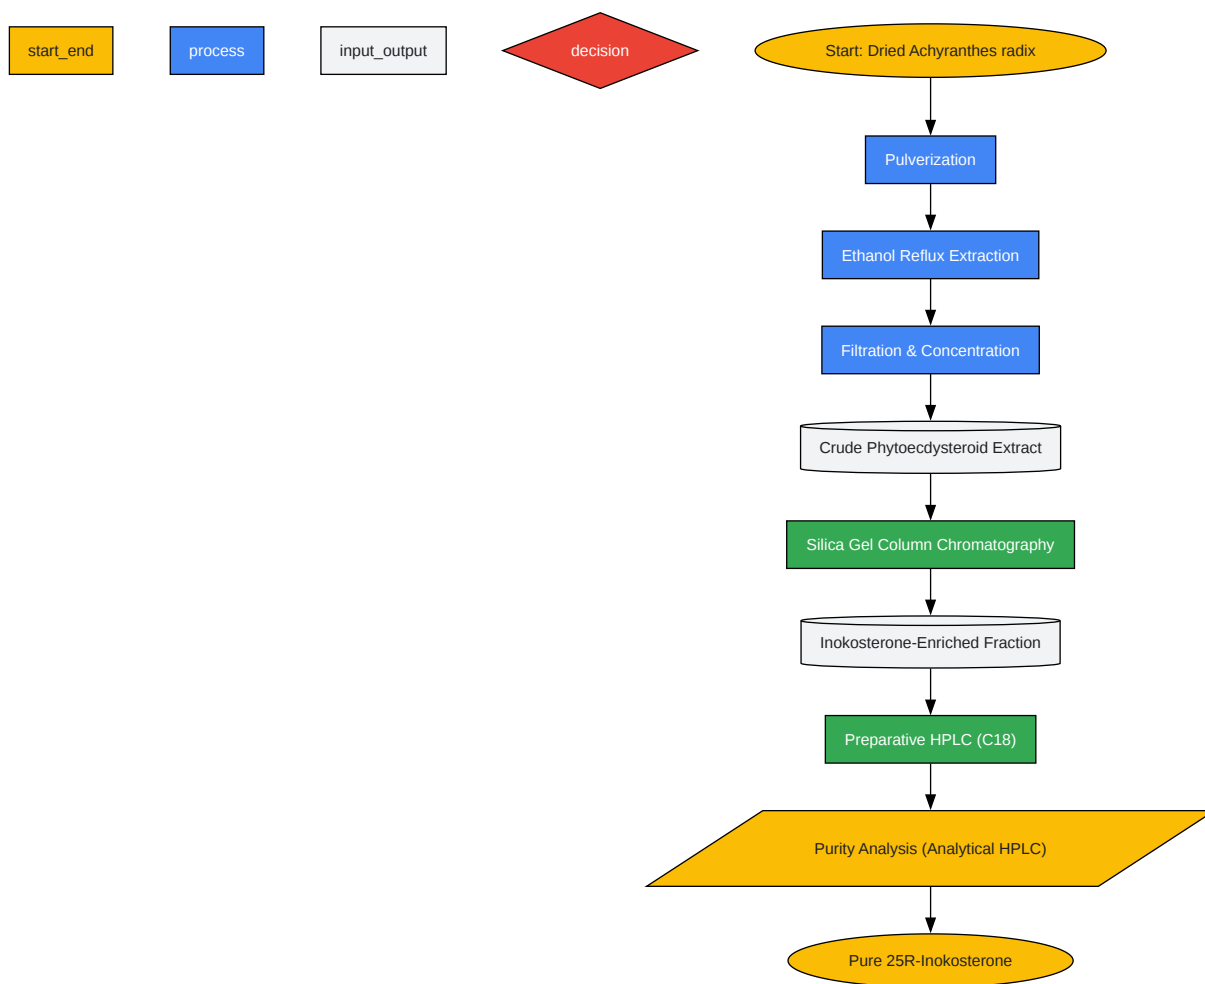 start_end
process
input_output
decision
Start: Dried Achyranthes radix
Pulverization
Ethanol Reflux Extraction
Filtration & Concentration
Crude Phytoecdysteroid Extract
Silica Gel Column Chromatography
Inokosterone-Enriched Fraction
Preparative HPLC (C18)
Purity Analysis (Analytical HPLC)
Pure 25R-Inokosterone